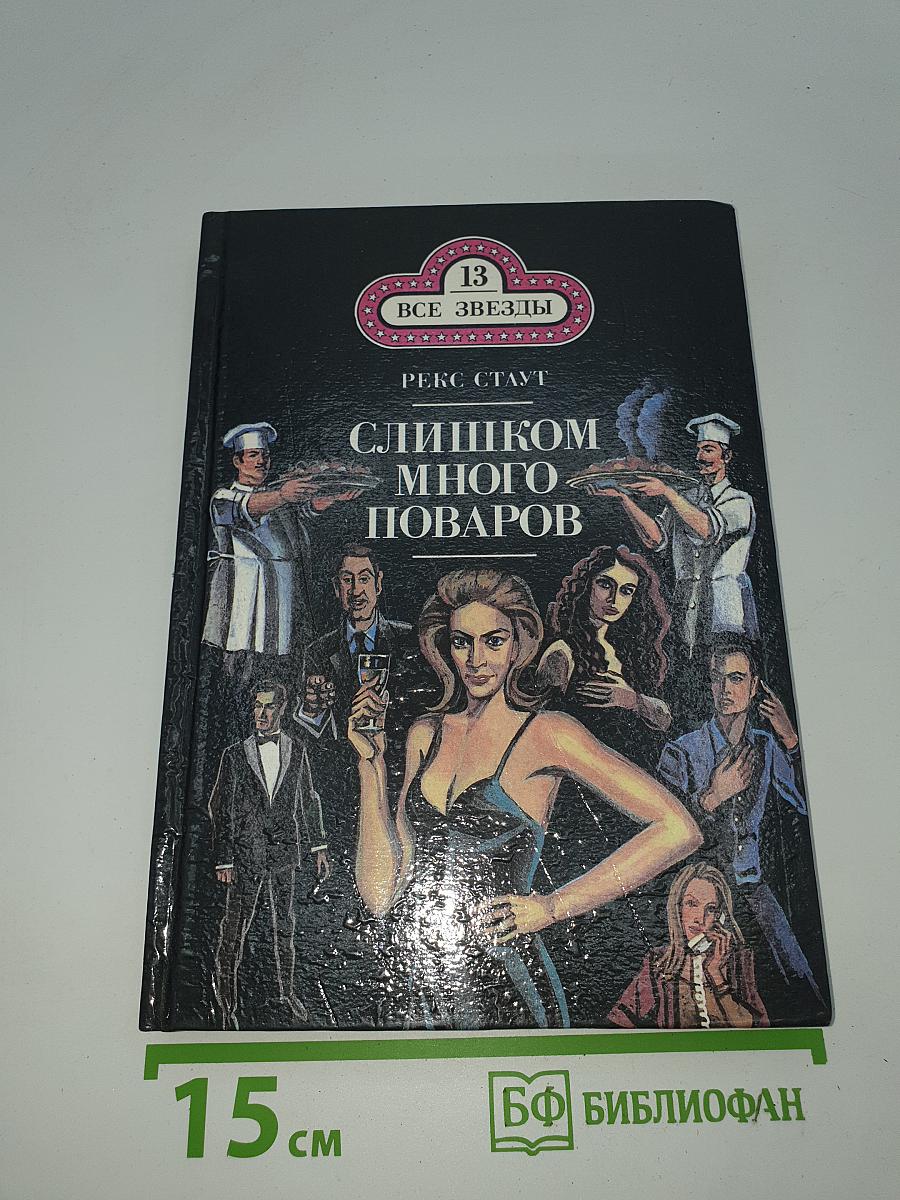 13
ВСЕ ЗВЕЗДЫ
РЕКС СТАУТ
СЛИШКОМ
МНОГО
ПОВАРОВ
15 см
БФ БИБЛИОФАН